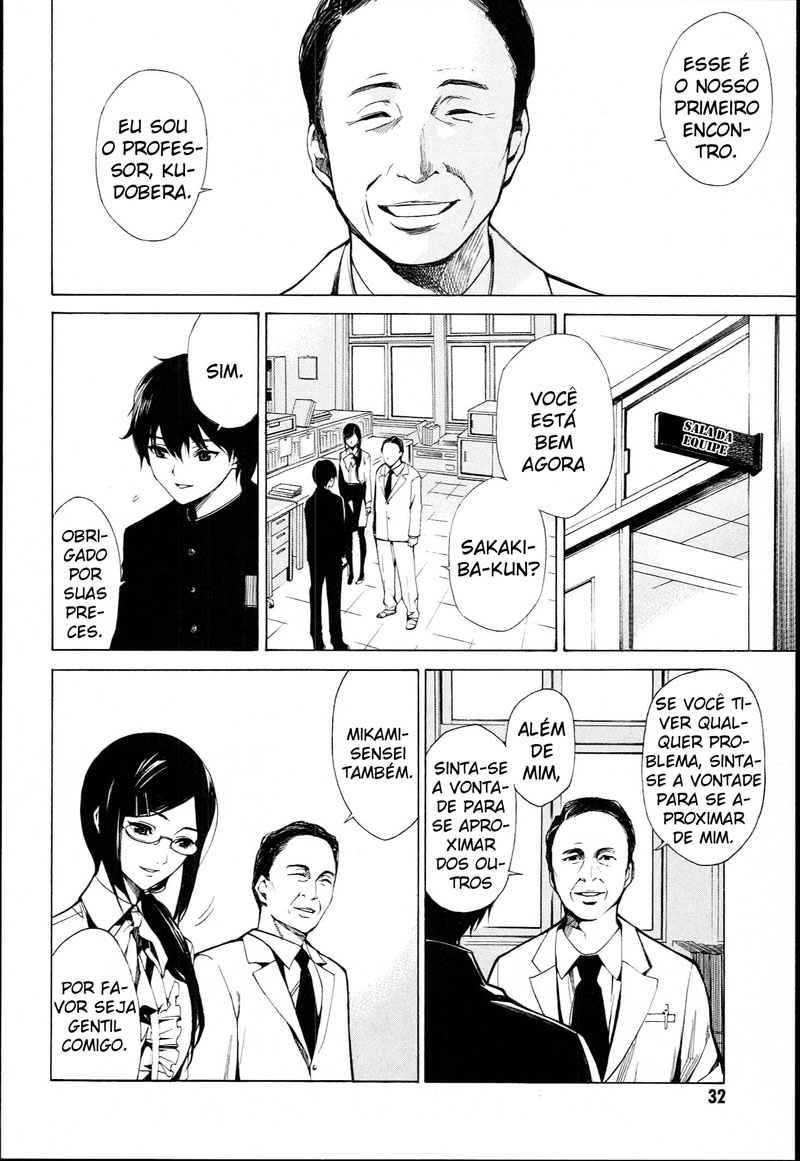 ESSE É
O NOSSO
PRIMEIRO
ENCON-
TRO.
EU SOU
O PROFES-
SOR, KU-
DOBERA.
SALA DA
EQUIPE
VOCÊ
ESTÁ
BEM
AGORA
SAKAKI-
BA-KUN?
SIM.
OBRI-
GADO
POR
SUAS
PRE-
CES.
SE VOCÊ TI-
VER QUAL-
QUER PRO-
BLEMA, SINTA-
SE A VONTADE
PARA SE A-
PROXIMAR
DE MIM.
ALÉM
DE
MIM,
SINTA-SE
A VONTA-
DE PARA
SE APRO-
XIMAR
DOS OU-
TROS
MIKAMI-
SENSEI
TAMBÉM.
POR FA-
VOR SEJA
GENTIL
COMIGO.
32